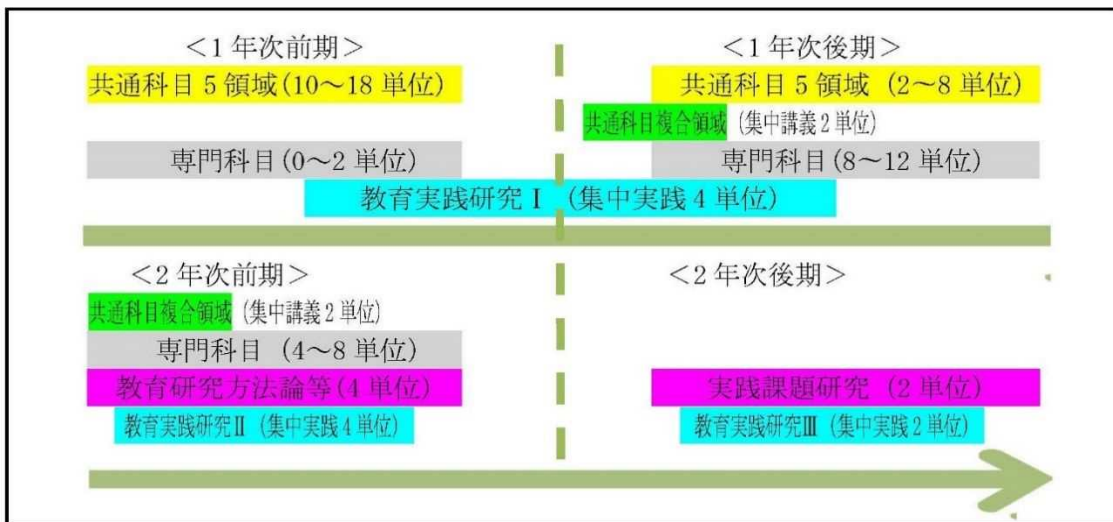 <1年次前期>
共通科目5領域(10～18単位)
専門科目(0～2単位)
<1年次後期>
共通科目5領域 (2～8単位)
共通科目複合領域 (集中講義2単位)
専門科目(8～12単位)
教育実践研究Ⅰ (集中実践4単位)
<2年次前期>
共通科目複合領域 (集中講義2単位)
専門科目 (4～8単位)
教育研究方法論等(4単位)
教育実践研究Ⅱ (集中実践4単位)
<2年次後期>
実践課題研究 (2単位)
教育実践研究Ⅲ (集中実践2単位)